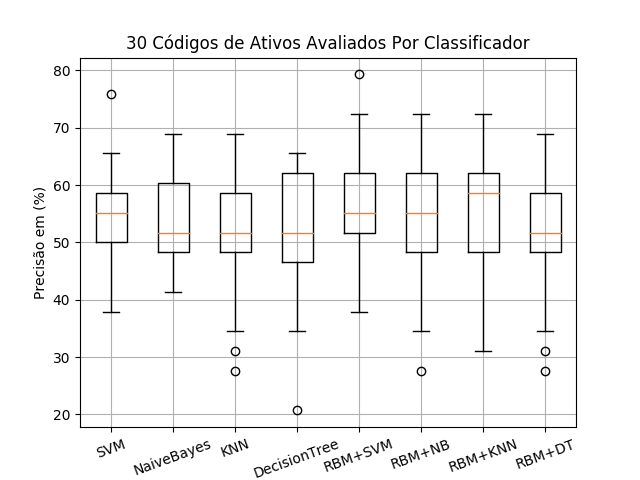 30 Códigos de Ativos Avaliados Por Classificador
Precisão em (%)
80
70
60
50
40
30
20
SVM
NaiveBayes
KNN
DecisionTree
RBM+SVM
RBM+NB
RBM+KNN
RBM+DT